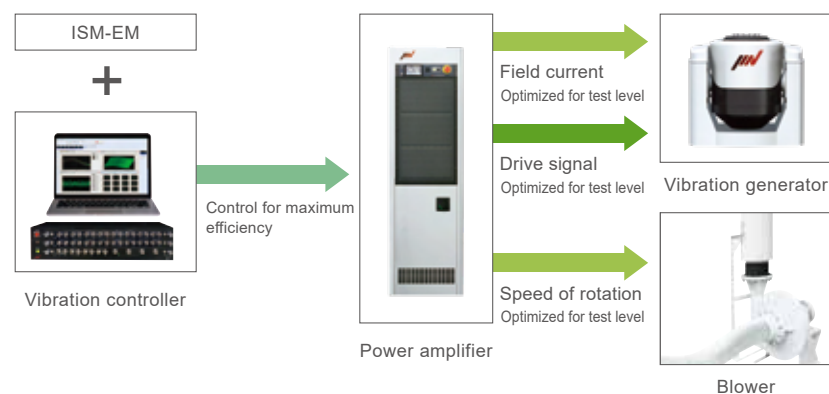 ISM-EM
+
Vibration controller
Control for maximum
efficiency
Power amplifier
Field current
Optimized for test level
Drive signal
Optimized for test level
Speed of rotation
Optimized for test level
Vibration generator
Blower